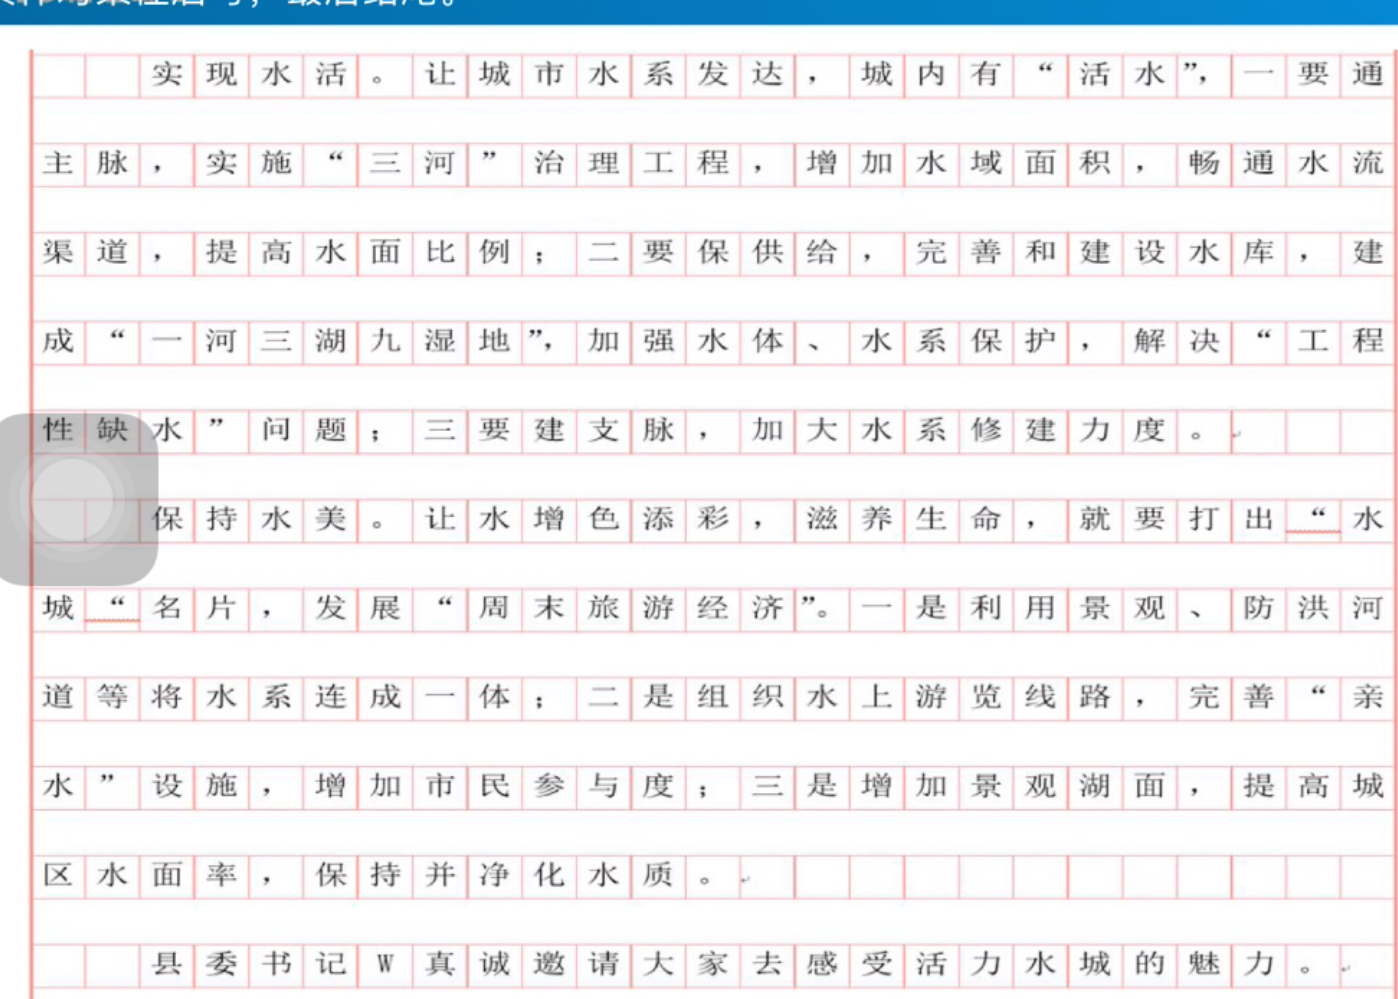 实现水活。让城市水系发达，城内有“活水”，一要通
主脉，实施“三河”治理工程，增加水域面积，畅通水流
渠道，提高水面比例；二要保供给，完善和建设水库，建
成“一河三湖九湿地”，加强水体、水系保护，解决“工程
性缺水”问题；三要建支脉，加大水系修建力度。
保持水美。让水增色添彩，滋养生命，就要打出“水
城“名片，发展“周末旅游经济”。一是利用景观、防洪河
道等将水系连成一体；二是组织水上游览线路，完善“亲
水”设施，增加市民参与度；三是增加景观湖面，提高城
区水面率，保持并净化水质。
县委书记W真诚邀请大家去感受活力水城的魅力。